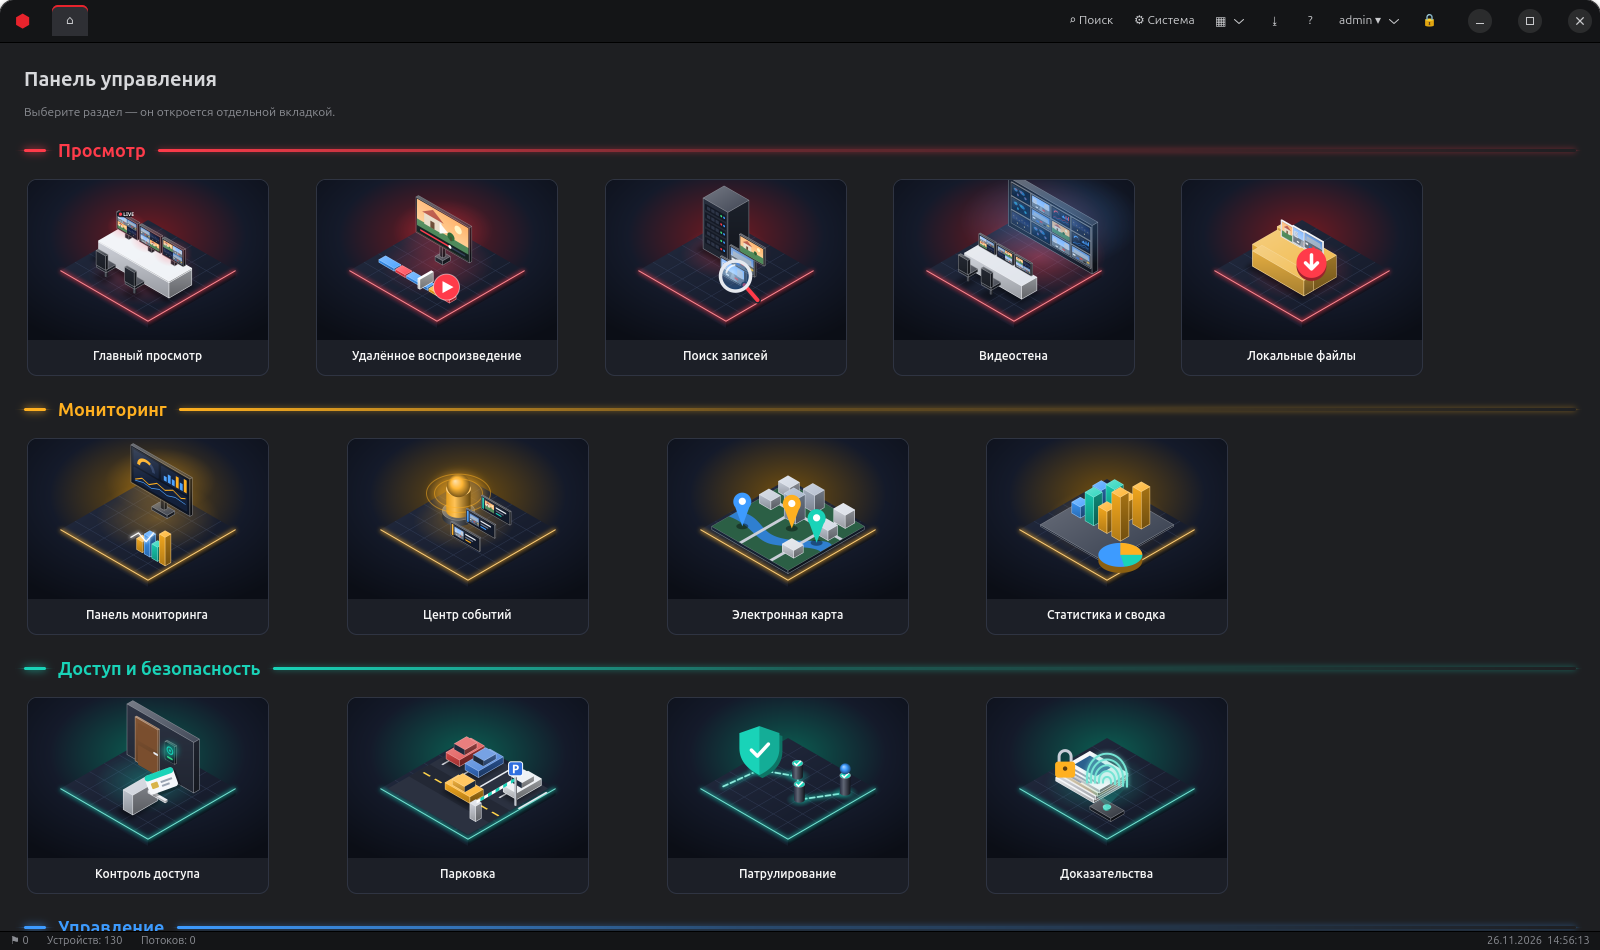 Поиск
Система
?
admin
Панель управления
Выберите раздел — он откроется отдельной вкладкой.
Просмотр
LIVE
Главный просмотр
Удалённое воспроизведение
Поиск записей
Видеостена
Локальные файлы
Мониторинг
Панель мониторинга
Центр событий
Электронная карта
Статистика и сводка
Доступ и безопасность
P
Контроль доступа
Парковка
Патрулирование
Доказательства
Управление
0 Устройств: 130 Потоков: 0
26.11.2026 14:56:13